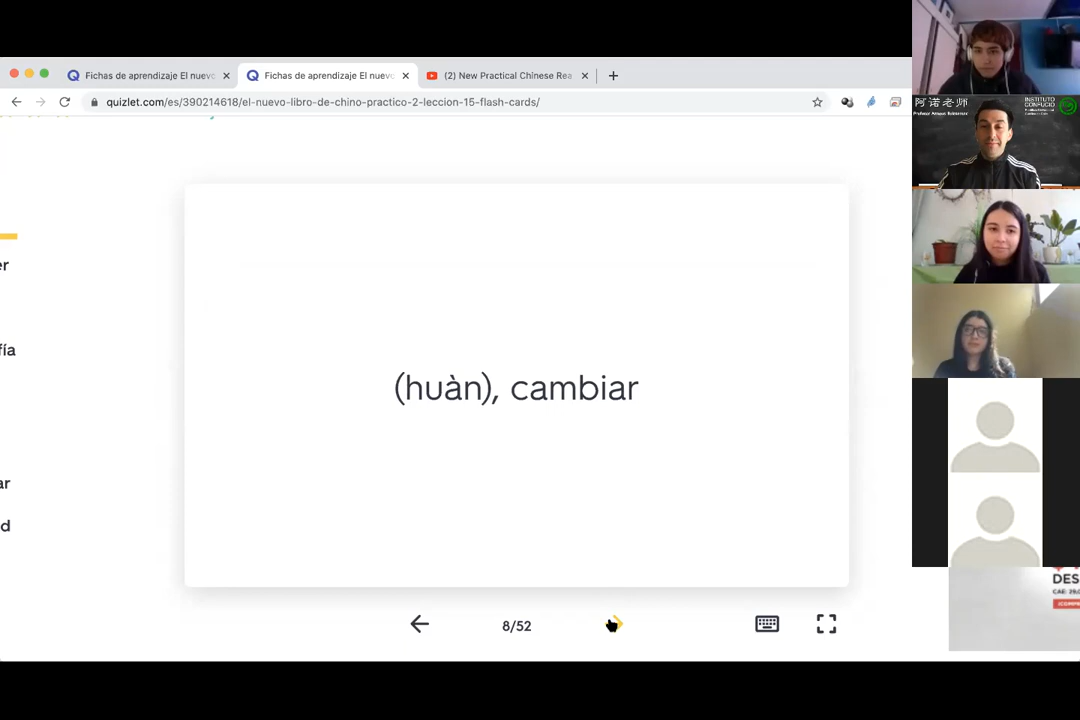 Fichas de aprendizaje El nuevo
Fichas de aprendizaje El nuevo
(2) New Practical Chinese Rea
quizlet.com/es/390214618/el-nuevo-libro-de-chino-practico-2-leccion-15-flash-cards/
er
fía
ar
d
(huàn), cambiar
8/52
阿诺老师
INSTITUTO
CONFUCIO
DES